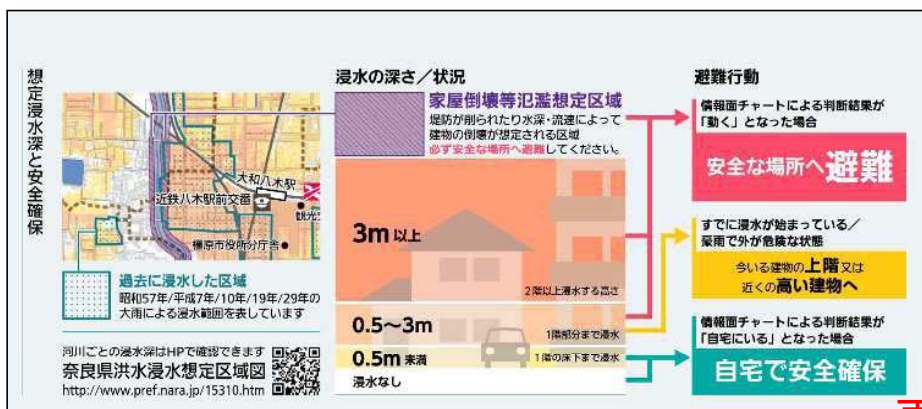 想定浸水深と安全確保
大和八木駅
近鉄八木駅前交番
観光
橿原市役所分庁舎
過去に浸水した区域
昭和57年/平成7年/10年/19年/29年の
大雨による浸水範囲を表しています
河川ごとの浸水深はHPで確認できます
奈良県洪水浸水想定区域図
http://www.pref.nara.jp/15310.htm
浸水の深さ/状況
家屋倒壊等氾濫想定区域
堤防が削られたり水深・流速によって
建物の倒壊が想定される区域
必ず安全な場所へ避難してください。
3m 以上
2階以上浸水する高さ
0.5~3m
1階部分まで浸水
0.5m 未満
1階の床下まで浸水
浸水なし
避難行動
情報面チャートによる判断結果が
「動く」となった場合
安全な場所へ避難
すでに浸水が始まっている/
豪雨で外が危険な状態
今いる建物の上階又は
近くの高い建物へ
情報面チャートによる判断結果が
「自宅にいる」となった場合
自宅で安全確保